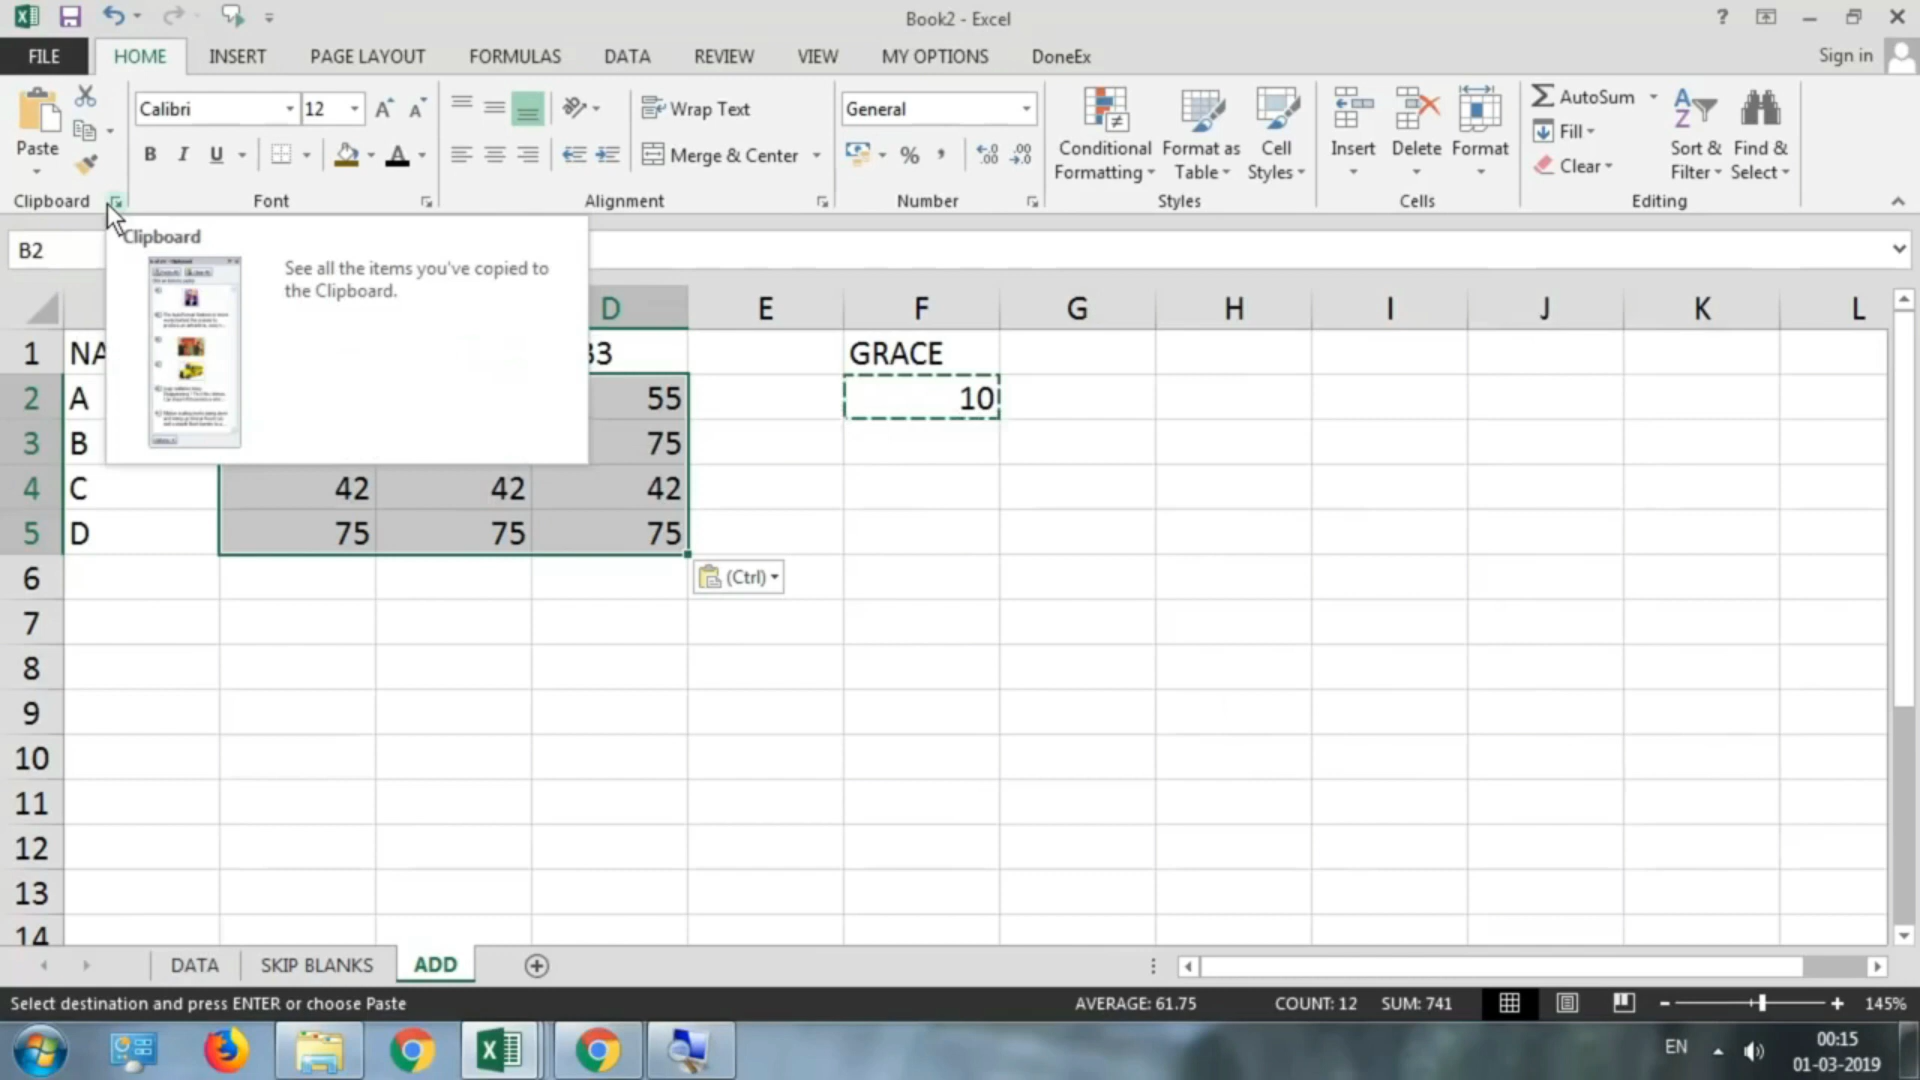 Book2 - Excel
?
FILE HOME INSERT PAGE LAYOUT FORMULAS DATA REVIEW VIEW MY OPTIONS DoneEx Sign in
Calibri 12 Wrap Text General AutoSum
Paste B I U Merge & Center % Conditional Formatting Format as Table Cell Styles Insert Delete Format Fill Clear Sort & Filter Find & Select
Clipboard Font Alignment Number Styles Cells Editing
B2
Clipboard
See all the items you've copied to
the Clipboard.
D E F G H I J K L
1 NA B3 GRACE
2 A 55 10
3 B 75
4 C 42 42 42
5 D 75 75 75
6 (Ctrl)
7
8
9
10
11
12
13
14
DATA SKIP BLANKS ADD
Select destination and press ENTER or choose Paste AVERAGE: 61.75 COUNT: 12 SUM: 741 145%
EN 00:15
01-03-2019